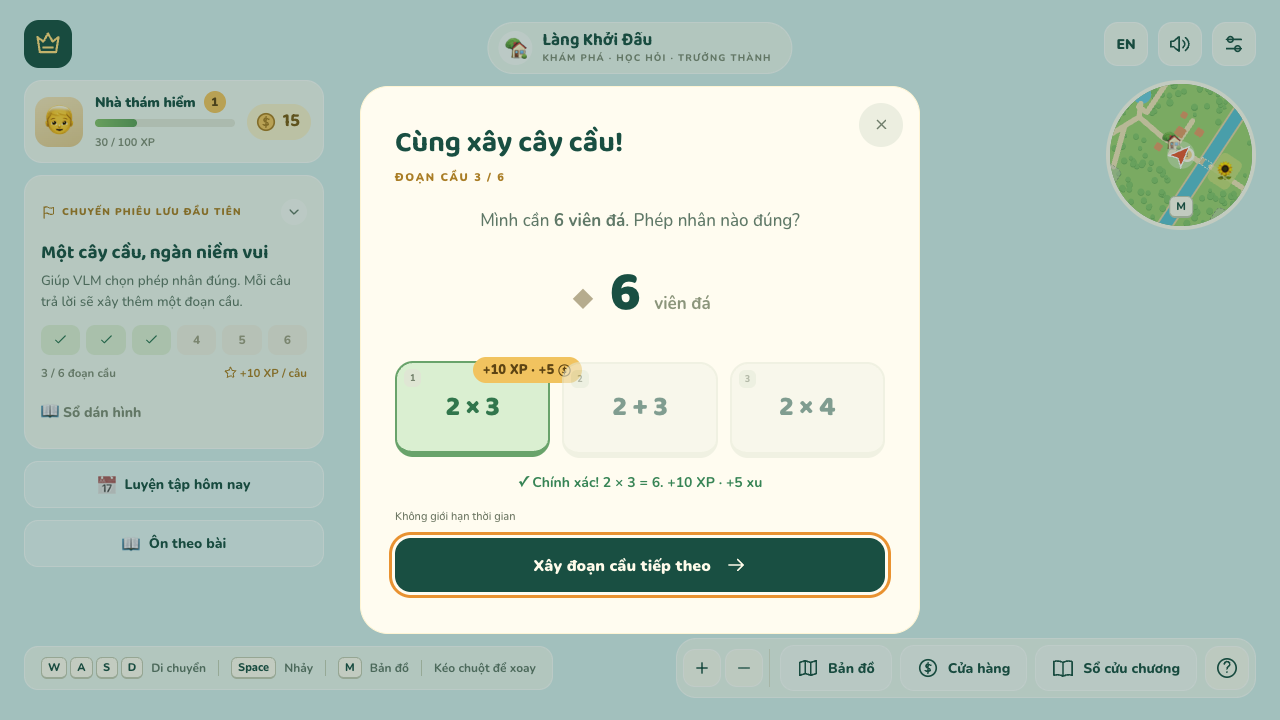 Làng Khởi Đầu
KHÁM PHÁ · HỌC HỎI · TRƯỞNG THÀNH
EN
Nhà thám hiểm 1
30 / 100 XP
15
CHUYẾN PHIÊU LƯU ĐẦU TIÊN
Một cây cầu, ngàn niềm vui
Giúp VLM chọn phép nhân đúng. Mỗi câu
trả lời sẽ xây thêm một đoạn cầu.
4 5 6
3 / 6 đoạn cầu
+10 XP / câu
Sổ dán hình
Luyện tập hôm nay
Ôn theo bài
Cùng xây cây cầu!
ĐOẠN CẦU 3 / 6
Mình cần 6 viên đá. Phép nhân nào đúng?
6 viên đá
+10 XP · +5
1
2 × 3
2
2 + 3
3
2 × 4
✓ Chính xác! 2 × 3 = 6. +10 XP · +5 xu
Không giới hạn thời gian
Xây đoạn cầu tiếp theo →
M
W A S D Di chuyển
Space Nhảy
M Bản đồ
Kéo chuột để xoay
+ −
Bản đồ
Cửa hàng
Sổ cửu chương
?